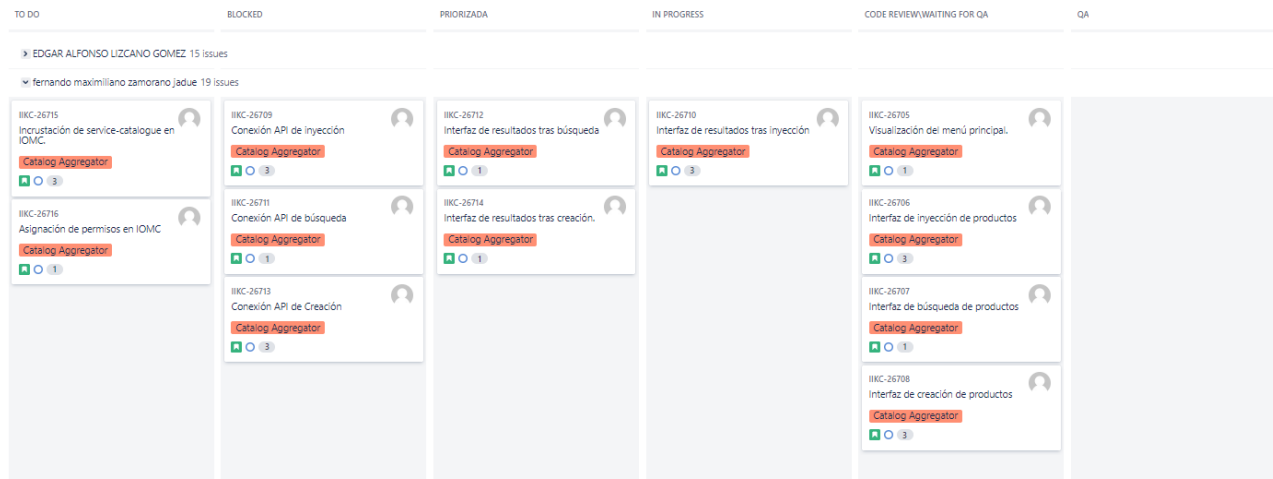 TO DO
BLOCKED
PRIORIZADA
IN PROGRESS
CODE REVIEW\WAITING FOR QA
QA
EDGAR ALFONSO LIZCANO GOMEZ 15 issues
fernando maximiliano zamorano jadue 19 issues
IIKC-26715
Incrustación de service-catalogue en
IOMC.
Catalog Aggregator
3
IIKC-26716
Asignación de permisos en IOMC
Catalog Aggregator
1
IIKC-26709
Conexión API de inyección
Catalog Aggregator
3
IIKC-26711
Conexión API de búsqueda
Catalog Aggregator
1
IIKC-26713
Conexión API de Creación
Catalog Aggregator
3
IIKC-26712
Interfaz de resultados tras búsqueda
Catalog Aggregator
1
IIKC-26714
Interfaz de resultados tras creación.
Catalog Aggregator
1
IIKC-26710
Interfaz de resultados tras inyección
Catalog Aggregator
3
IIKC-26705
Visualización del menú principal.
Catalog Aggregator
1
IIKC-26706
Interfaz de inyección de productos
Catalog Aggregator
3
IIKC-26707
Interfaz de búsqueda de productos
Catalog Aggregator
1
IIKC-26708
Interfaz de creación de productos
Catalog Aggregator
3